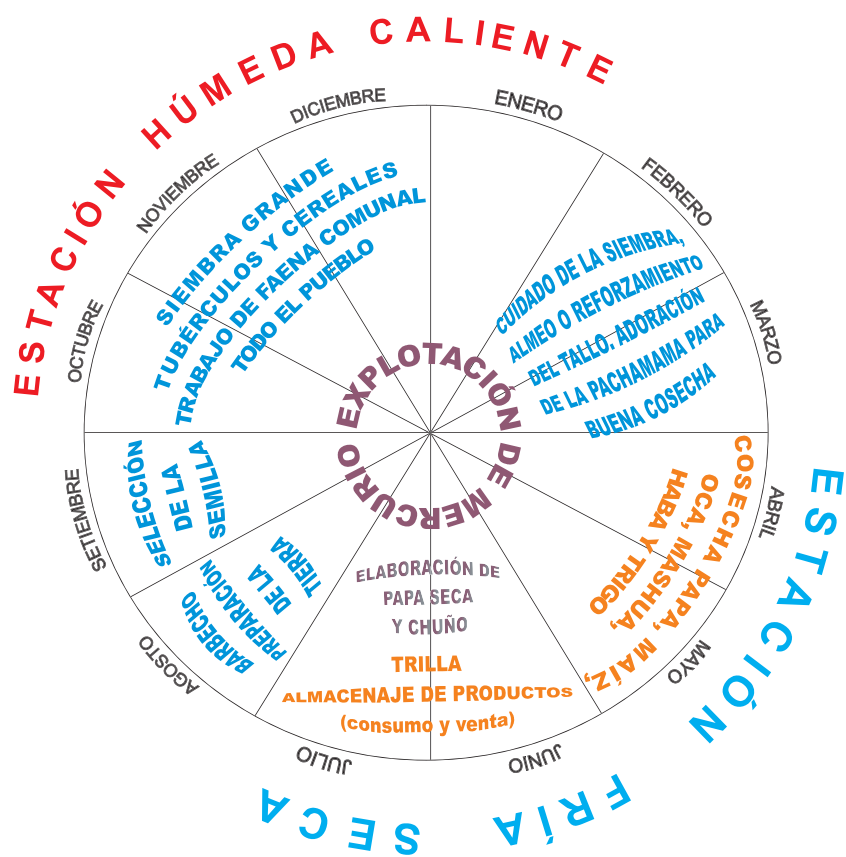 ESTACIÓN HÚMEDA CALIENTE
ENERO
FEBRERO
MARZO
ABRIL
MAYO
JUNIO
JULIO
AGOSTO
SETIEMBRE
OCTUBRE
NOVIEMBRE
DICIEMBRE
SIEMBRA GRANDE
TUBÉRCULOS Y CEREALES
TRABAJO DE FAENA COMUNAL
TODO EL PUEBLO
CUIDADO DE LA SIEMBRA,
ALMEO O REFORZAMIENTO
DEL TALLO. ADORACIÓN
DE LA PACHAMAMA PARA
BUENA COSECHA
EXPLOTACIÓN DE MERCURIO
COSECHA PAPA, MAÍZ,
OCA, MASHUA,
HABA Y TRIGO
SELECCIÓN
DE LA
SEMILLA
BARBECHO
PREPARACIÓN
DE LA
TIERRA
ELABORACIÓN DE
PAPA SECA
Y CHUÑO
TRILLA
ALMACENAJE DE PRODUCTOS
(consumo y venta)
ESTACIÓN FRÍA SECA